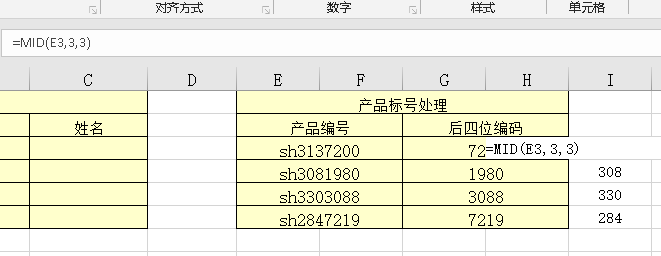 对齐方式 数字 样式 单元格
=MID(E3,3,3)
C D E F G H I
产品标号处理
姓名 产品编号 后四位编码
sh3137200 72=MID(E3,3,3)
sh3081980 1980 308
sh3303088 3088 330
sh2847219 7219 284